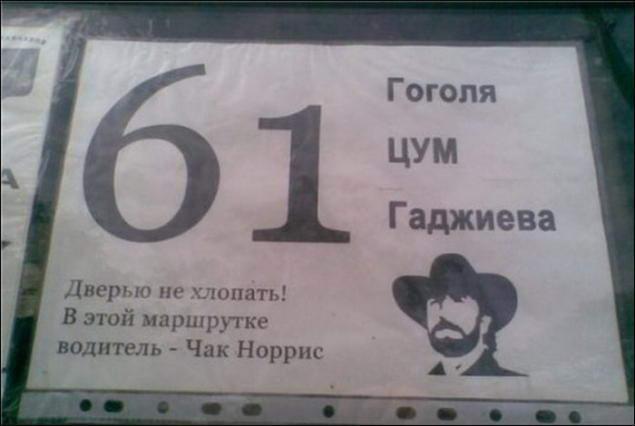 61
Гоголя
ЦУМ
Гаджиева
Дверью не хлопать!
В этой маршрутке
водитель - Чак Норрис